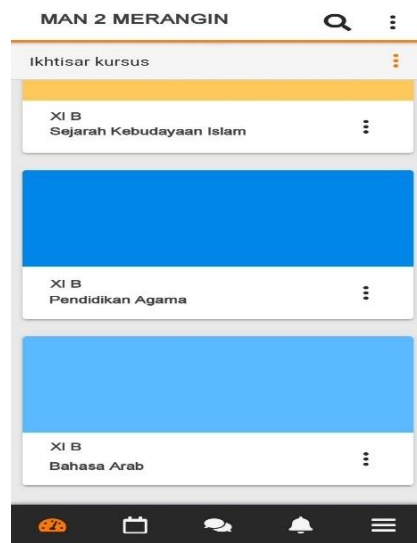 MAN 2 MERANGIN
Ikhtisar kursus
XI B
Sejarah Kebudayaan Islam
XI B
Pendidikan Agama
XI B
Bahasa Arab